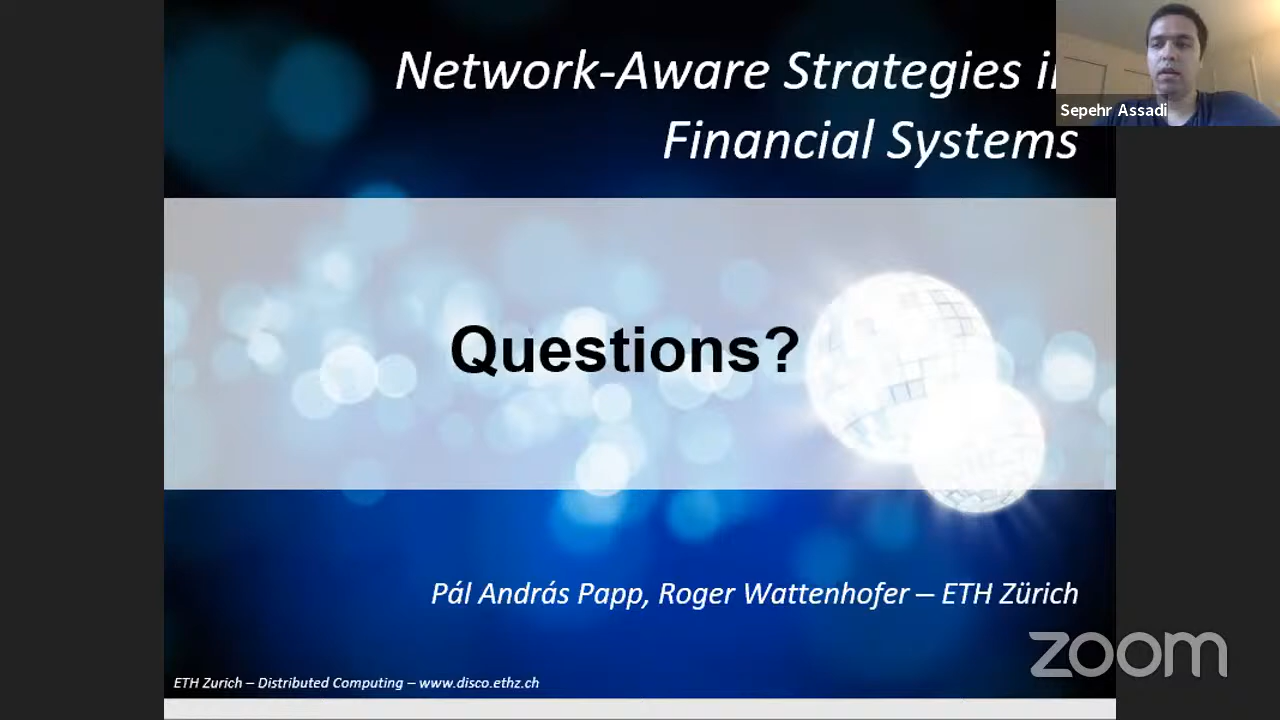 Network-Aware Strategies in
Financial Systems
Sepehr Assadi
Questions?
Pál András Papp, Roger Wattenhofer – ETH Zürich
zoom
ETH Zurich – Distributed Computing – www.disco.ethz.ch